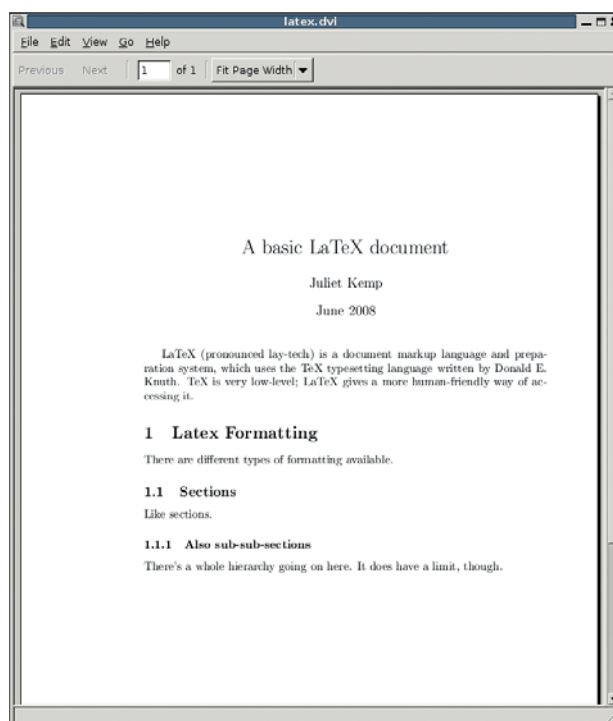 latex.dvi
File Edit View Go Help
Previous Next 1 of 1 Fit Page Width
A basic LaTeX document
Juliet Kemp
June 2008
LaTeX (pronounced lay-tech) is a document markup language and prepa-
ration system, which uses the TeX typesetting language written by Donald E.
Knuth. TeX is very low-level; LaTeX gives a more human-friendly way of ac-
cessing it.
1 Latex Formatting
There are different types of formatting available.
1.1 Sections
Like sections.
1.1.1 Also sub-sub-sections
There's a whole hierarchy going on here. It does have a limit, though.